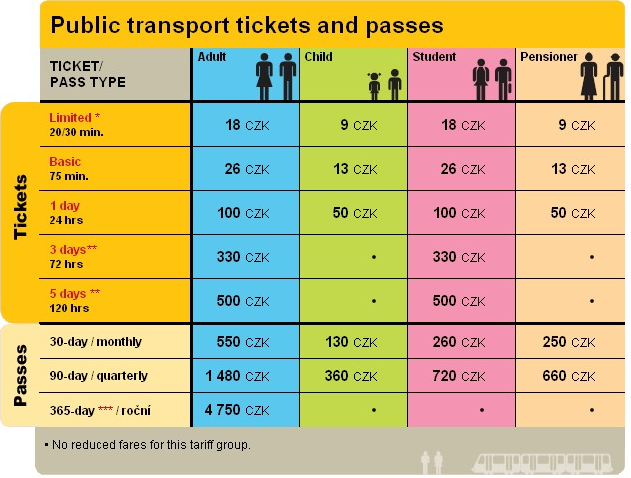 Public transport tickets and passes
TICKET/
PASS TYPE
Adult
Child
Student
Pensioner
Tickets
Limited *
20/30 min.
18 CZK
9 CZK
18 CZK
9 CZK
Basic
75 min.
26 CZK
13 CZK
26 CZK
13 CZK
1 day
24 hrs
100 CZK
50 CZK
100 CZK
50 CZK
3 days**
72 hrs
330 CZK
•
330 CZK
•
5 days **
120 hrs
500 CZK
•
500 CZK
•
Passes
30-day / monthly
550 CZK
130 CZK
260 CZK
250 CZK
90-day / quarterly
1 480 CZK
360 CZK
720 CZK
660 CZK
365-day *** / roční
4 750 CZK
•
•
•
• No reduced fares for this tariff group.